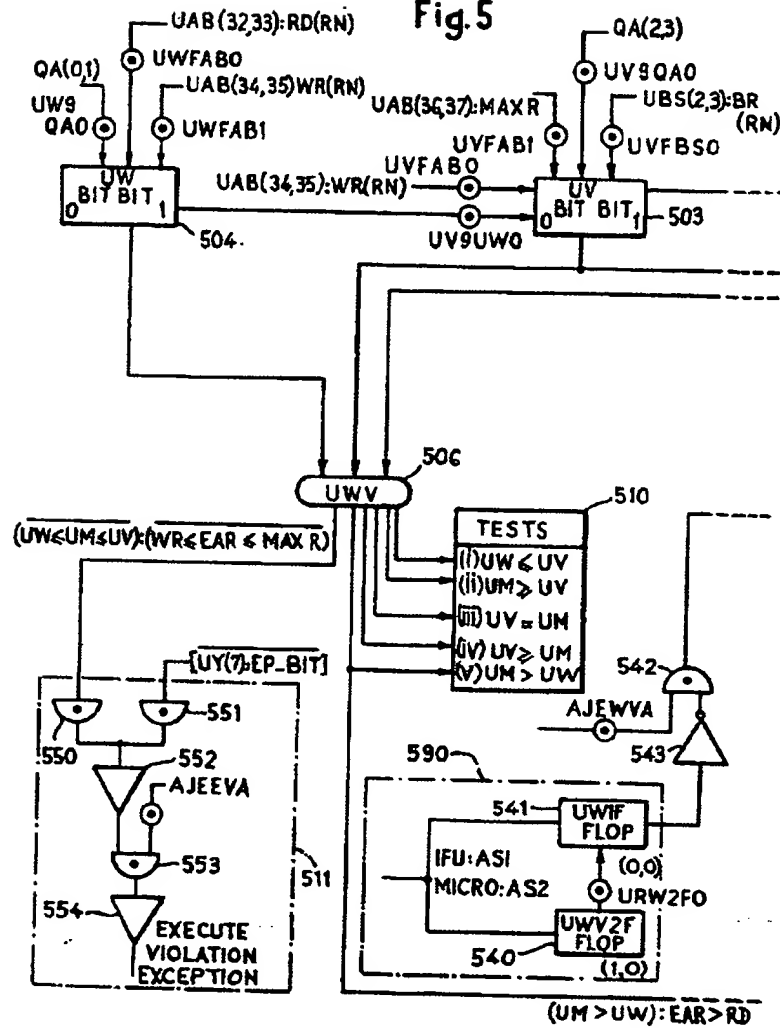 Fig.5
UAB(32,33):RD(RN)
QA(2,3)
QA(0,1)
UWFAB0
UV9QA0
UW9
QA0
UAB(34,35)WR(RN)
UAB(36,37):MAX R
UBS(2,3):BR
(RN)
UWFAB1
UVFAB1
UVFBS0
UVFAB0
UW
BIT BIT
0 1
UAB(34,35):WR(RN)
UV
BIT BIT
0 1
503
504.
UV9UW0
506
UWV
510
(UW≤UM≤UV):(WR≤EAR≤MAX R)
TESTS
(i)UW≤UV
(ii)UM≥UV
(iii)UV=UM
(iv)UV≥UM
(v)UM>UW
[UY(7):EP_BIT]
542
550
551
AJEWVA
543
552
590
AJEEVA
541
UW1F
FLOP
553
511
IFU:AS1
MICRO:AS2
(0,0)
URW2F0
554
EXECUTE
VIOLATION
EXCEPTION
UWV2F
FLOP
540
(1,0)
(UM>UW):EAR>RD